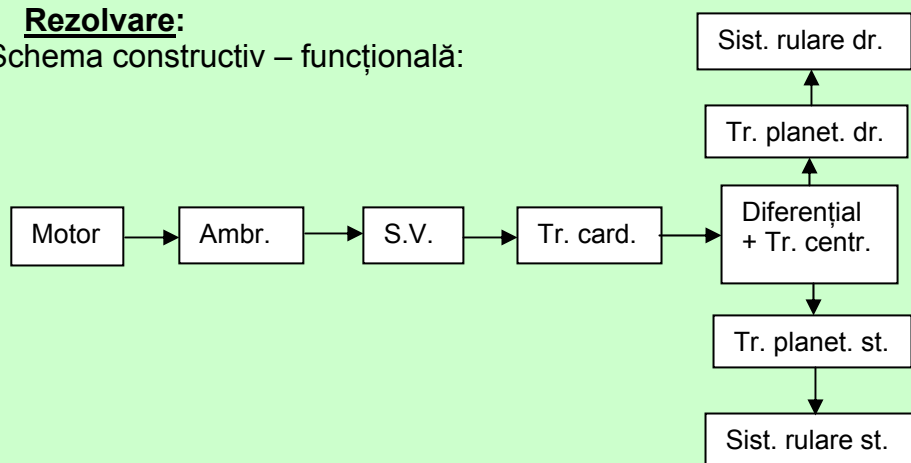 Rezolvare:
Schema constructiv – funcțională:
Sist. rulare dr.
Tr. planet. dr.
Motor
Ambr.
S.V.
Tr. card.
Diferențial
+ Tr. centr.
Tr. planet. st.
Sist. rulare st.